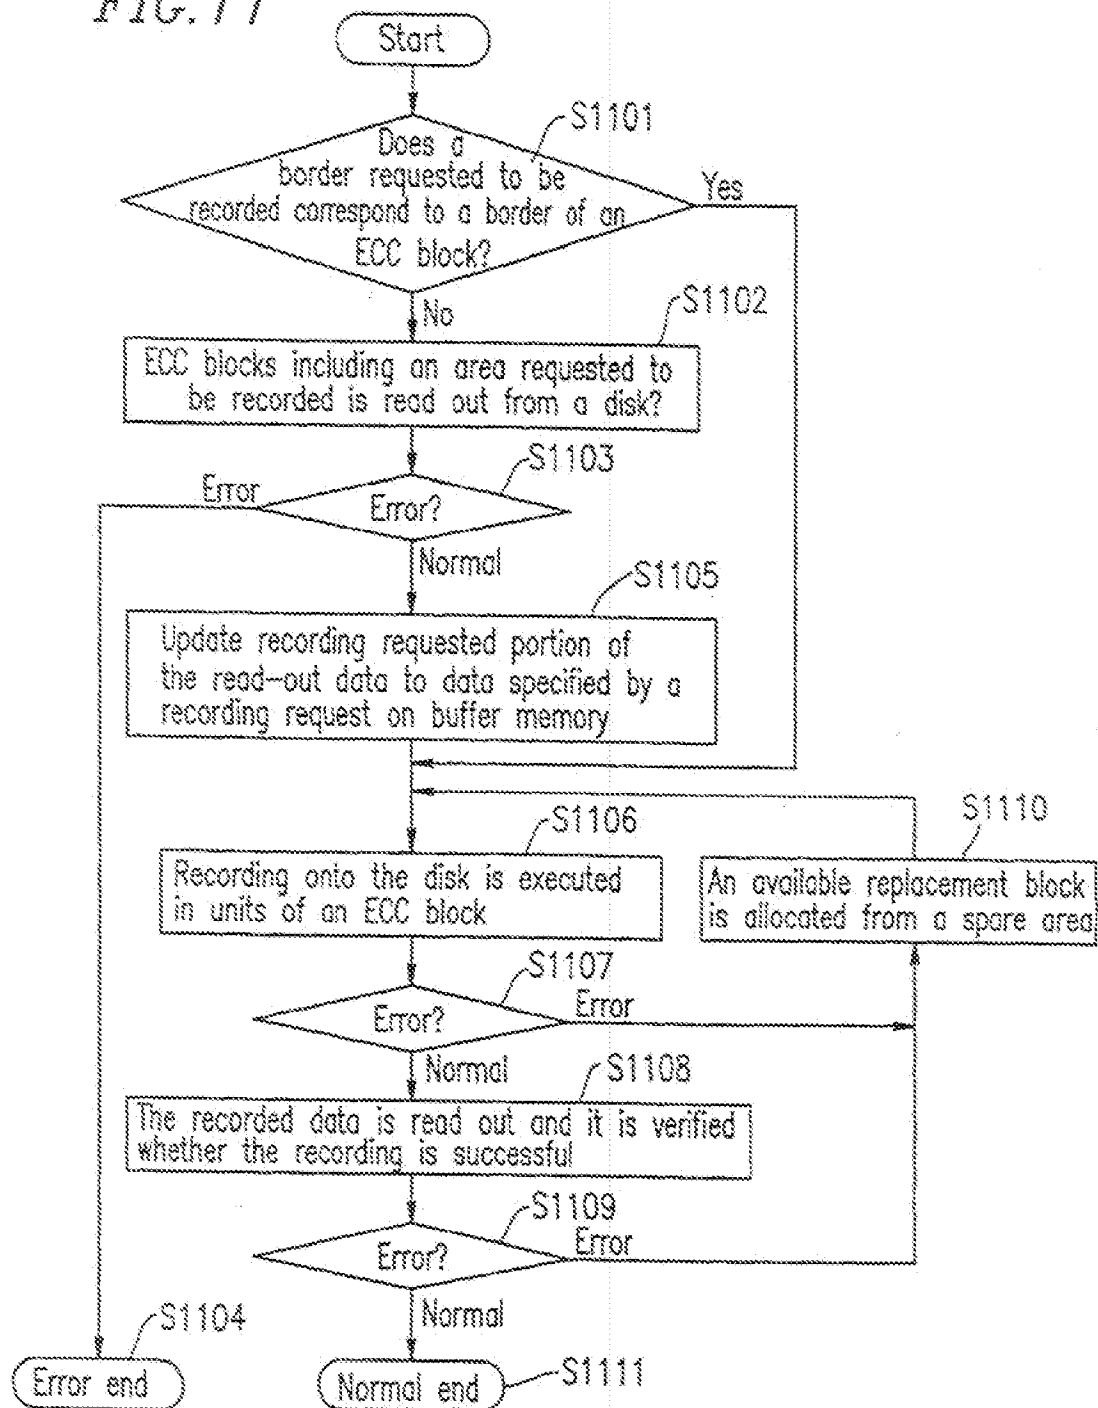 FIG. 11
Start
S1101
Does a
border requested to be
recorded correspond to a border of an
ECC block?
Yes
No
S1102
ECC blocks including an area requested to
be recorded is read out from a disk?
S1103
Error
Error?
Normal
S1105
Update recording requested portion of
the read-out data to data specified by a
recording request on buffer memory
S1106
S1110
Recording onto the disk is executed
in units of an ECC block
An available replacement block
is allocated from a spare area
S1107
Error?
Error
Normal
S1108
The recorded data is read out and it is verified
whether the recording is successful
S1109
Error?
Error
Normal
S1104
Error end
Normal end
S1111